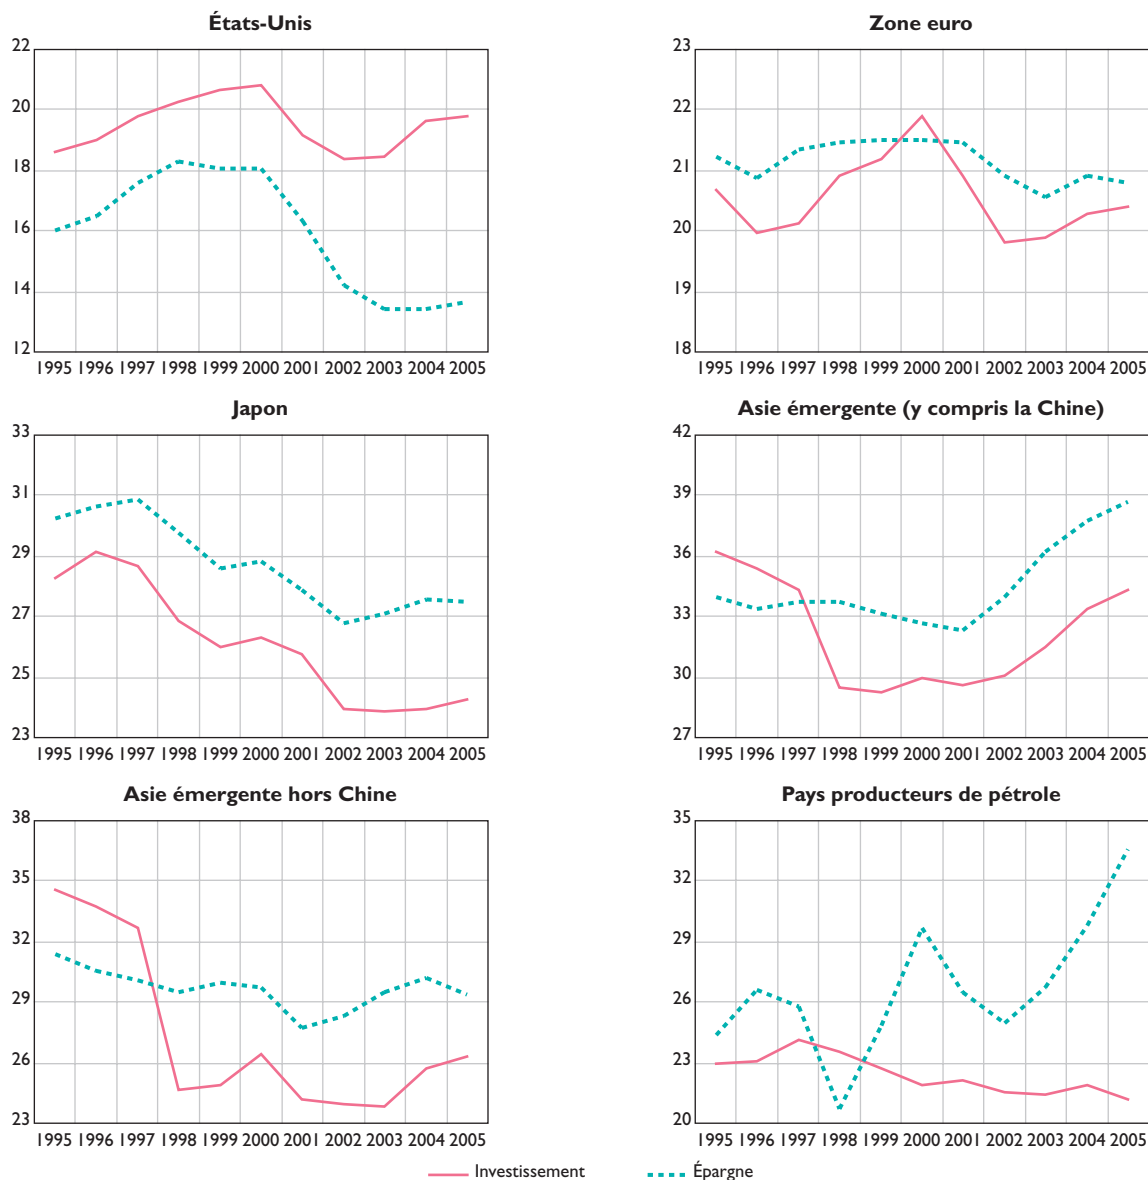 États-Unis
22
20
18
16
14
12
1995 1996 1997 1998 1999 2000 2001 2002 2003 2004 2005
Zone euro
23
22
21
20
19
18
1995 1996 1997 1998 1999 2000 2001 2002 2003 2004 2005
Japon
33
31
29
27
25
23
1995 1996 1997 1998 1999 2000 2001 2002 2003 2004 2005
Asie émergente (y compris la Chine)
42
39
36
33
30
27
1995 1996 1997 1998 1999 2000 2001 2002 2003 2004 2005
Asie émergente hors Chine
38
35
32
29
26
23
1995 1996 1997 1998 1999 2000 2001 2002 2003 2004 2005
Pays producteurs de pétrole
35
32
29
26
23
20
1995 1996 1997 1998 1999 2000 2001 2002 2003 2004 2005
Investissement Épargne